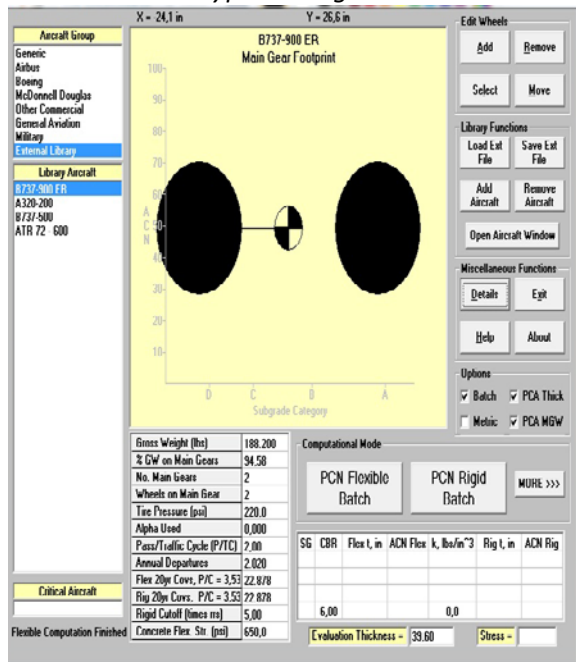 X - 24,1 in
Y - 26,6 in
Aircraft Group
Generic
Airbus
Boeing
McDonnell Douglas
Other Commercial
General Aviation
Military
External Library
Library Aircraft
B737-900 ER
A320-200
B737-500
ATR 72 - 600
Critical Aircraft
Flexible Computation Finished
B737-900 ER
Main Gear Footprint
100-
90-
80-
70-
60-
50-
40-
30-
20-
10-
A
C
N
D
C
B
A
Subgrade Category
Gross Weight (lbs) 188.200
% GW on Main Gears 94.58
No. Main Gears 2
Wheels on Main Gear 2
Tire Pressure (psi) 220.0
Alpha Used 0,000
Pass/Traffic Cycle (P/TC) 2,00
Annual Departures 2.020
Flex 20yr Covt, P/C = 3,53 22.878
Rig 20yr Covs. P/C = 3.53 22 878
Rigid Cutoff (times rrs) 5,00
Concrete Flex. Str. (psi) 650,0
Edit Wheels
Add
Remove
Select
Move
Library Functions
Load Ext File
Save Ext File
Add Aircraft
Remove Aircraft
Open Aircraft Window
Miscellaneous Functions
Details
Exit
Help
About
Options
Batch
PCA Thick
Metric
PCA MGW
Computational Mode
PCN Flexible Batch
PCN Rigid Batch
MORE >>>
SG CBR Flex t, in ACN Flex k, lbs/in^3 Rig t, in ACN Rig
6,00 0,0
Evaluation Thickness = 39.60
Stress =